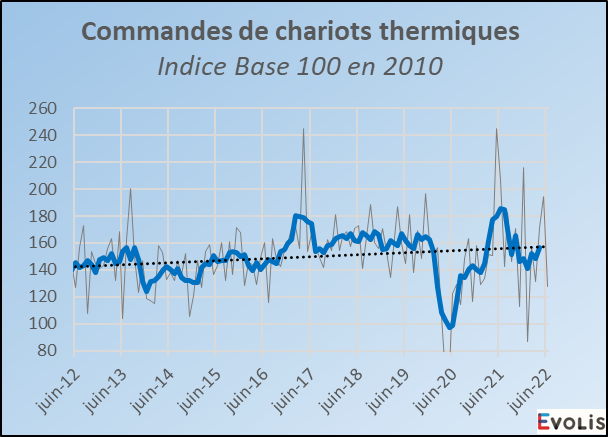 Commandes de chariots thermiques
Indice Base 100 en 2010
260
240
220
200
180
160
140
120
100
80
juin-12
juin-13
juin-14
juin-15
juin-16
juin-17
juin-18
juin-19
juin-20
juin-21
juin-22
EVOLIS